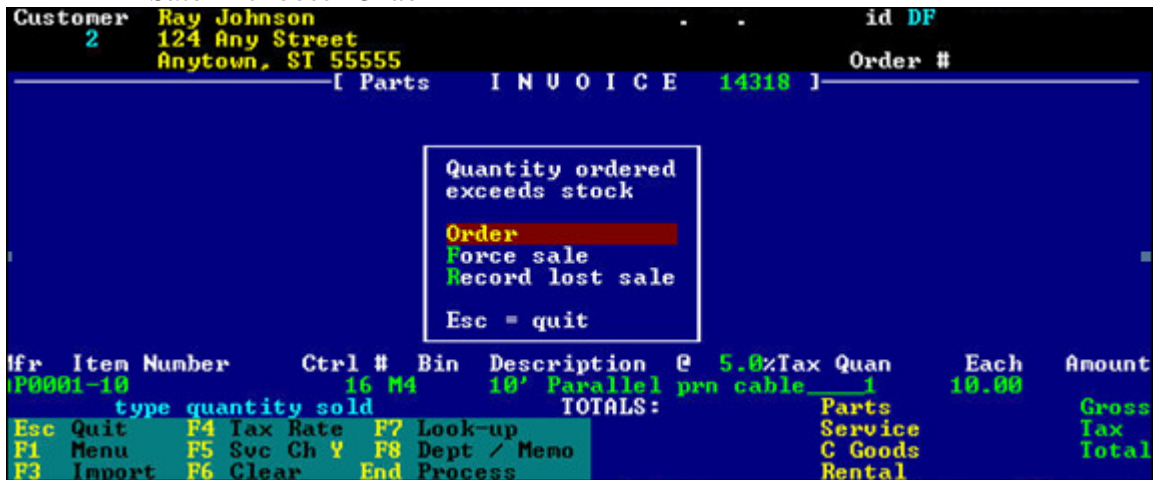 Customer Ray Johnson . . id DF
2 124 Any Street
Anytown, ST 55555 Order #
[ Parts I N V O I C E 14318 ]
Quantity ordered
exceeds stock
Order
Force sale
Record lost sale
Esc = quit
Mfr Item Number Ctrl # Bin Description @ 5.0%Tax Quan Each Amount
P0001-10 16 M4 10' Parallel prn cable____1 10.00
type quantity sold TOTALS: Parts Gross
Esc Quit F4 Tax Rate F7 Look-up Service Tax
F1 Menu F5 Svc Ch Y F8 Dept / Memo C Goods Total
F3 Import F6 Clear End Process Rental